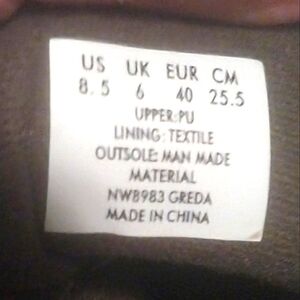 US UK EUR CM
8.5 6 40 25.5
UPPER:PU
LINING: TEXTILE
OUTSOLE: MAN MADE
MATERIAL
NW8983 GREDA
MADE IN CHINA